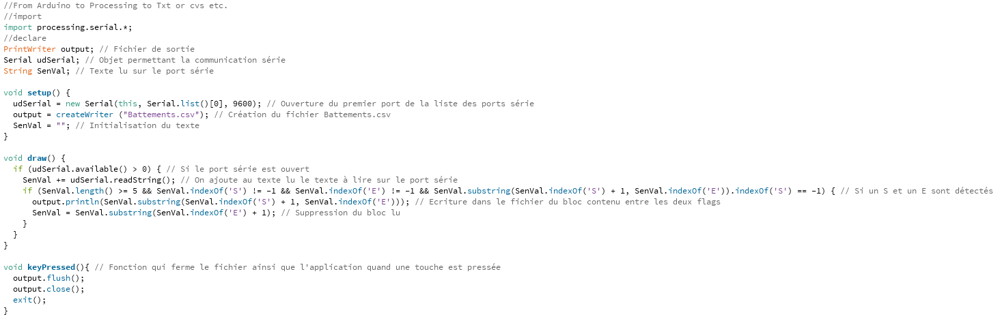 //From Arduino to Processing to Txt or cvs etc.
//import
import processing.serial.*;
//declare
PrintWriter output; // Fichier de sortie
Serial udSerial; // Objet permettant la communication série
String SenVal; // Texte lu sur le port série

void setup() {
  udSerial = new Serial(this, Serial.list()[0], 9600); // Ouverture du premier port de la liste des ports série
  output = createWriter ("Battements.csv"); // Création du fichier Battements.csv
  SenVal = ""; // Initialisation du texte
}

void draw() {
  if (udSerial.available() > 0) { // Si le port série est ouvert
    SenVal += udSerial.readString(); // On ajoute au texte lu le texte à lire sur le port série
    if (SenVal.length() >= 5 && SenVal.indexOf('S') != -1 && SenVal.indexOf('E') != -1 && SenVal.substring(SenVal.indexOf('S') + 1, SenVal.indexOf('E')).indexOf('S') == -1) { // Si un S et un E sont détectés
      output.println(SenVal.substring(SenVal.indexOf('S') + 1, SenVal.indexOf('E'))); // Ecriture dans le fichier du bloc contenu entre les deux flags
      SenVal = SenVal.substring(SenVal.indexOf('E') + 1); // Suppression du bloc lu
    }
  }
}

void keyPressed(){ // Fonction qui ferme le fichier ainsi que l'application quand une touche est pressée
  output.flush();
  output.close();
  exit();
}